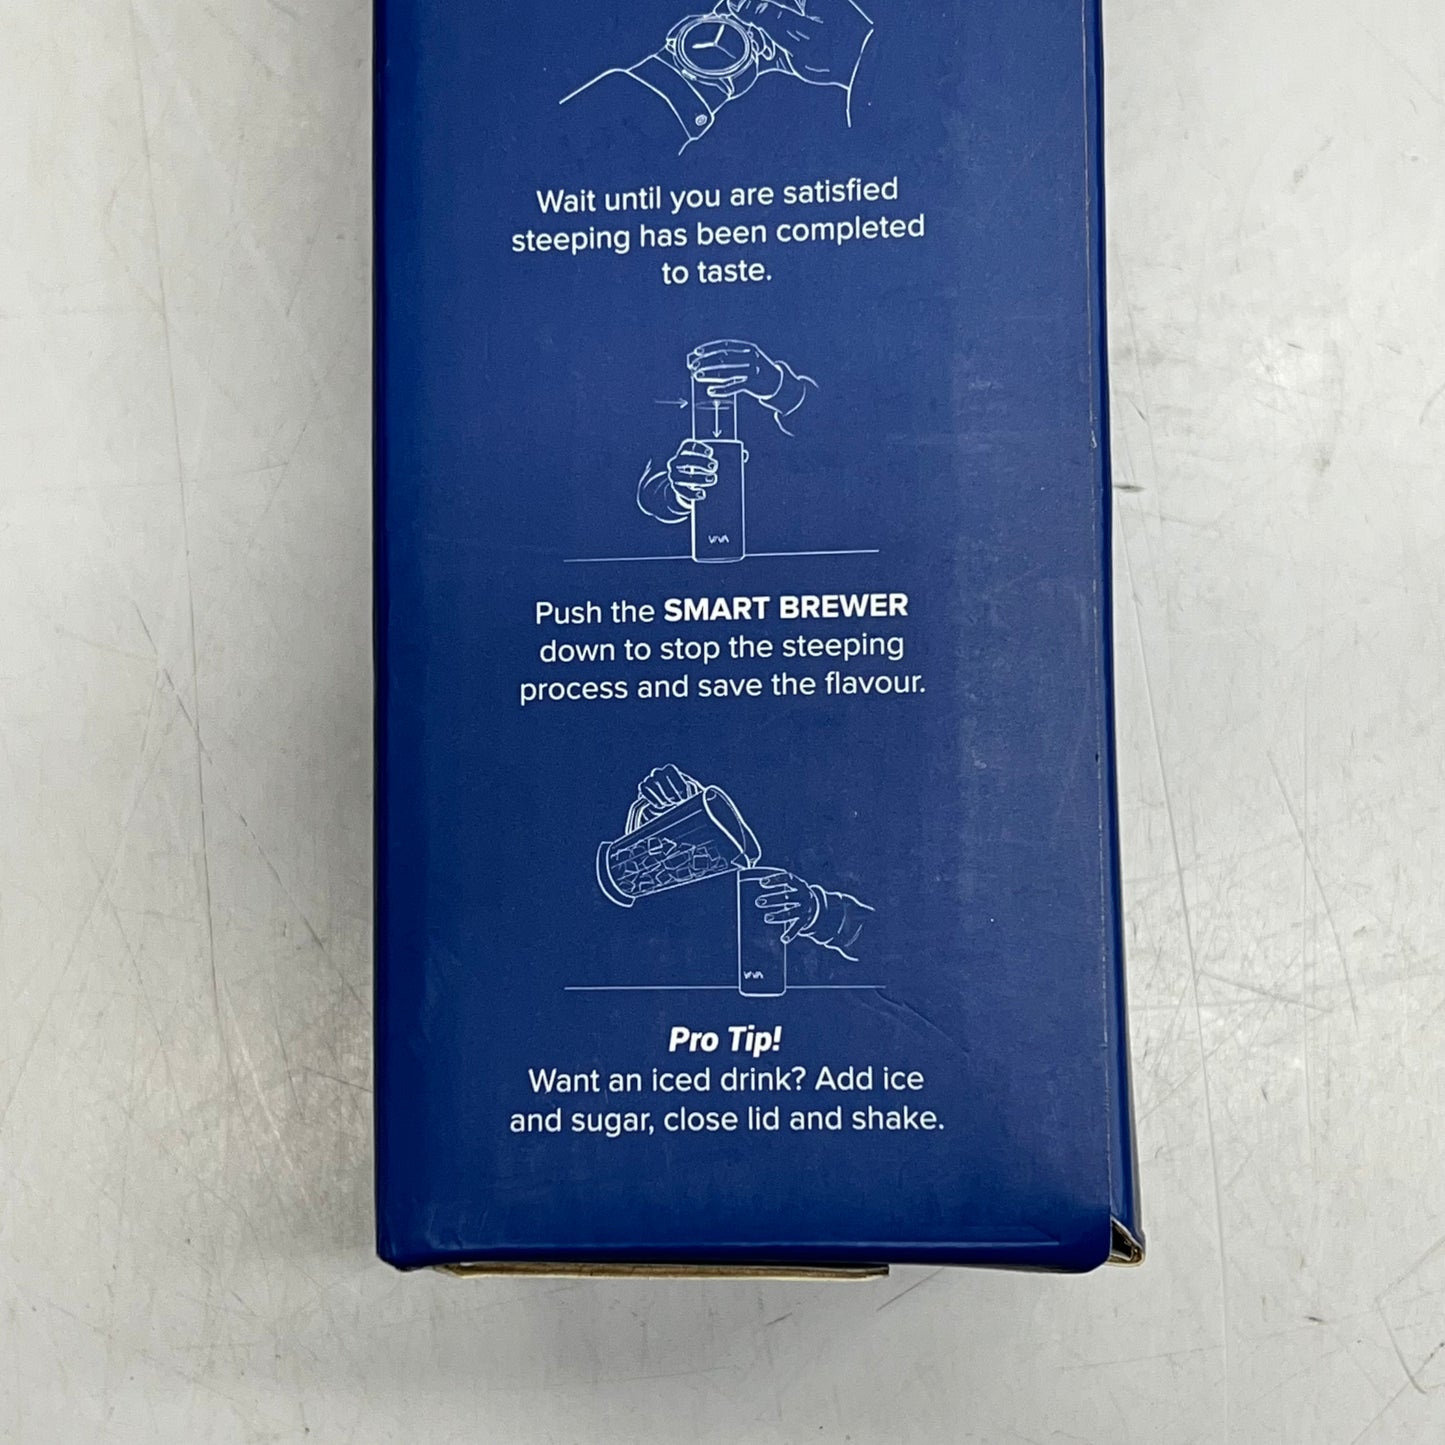 Wait until you are satisfied
steeping has been completed
to taste.
VIVA
Push the SMART BREWER
down to stop the steeping
process and save the flavour.
VIVA
Pro Tip!
Want an iced drink? Add ice
and sugar, close lid and shake.